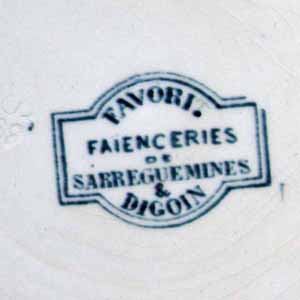 FAVORI.
FAIENCERIES
DE
SARREGUEMINES
&
DIGOIN